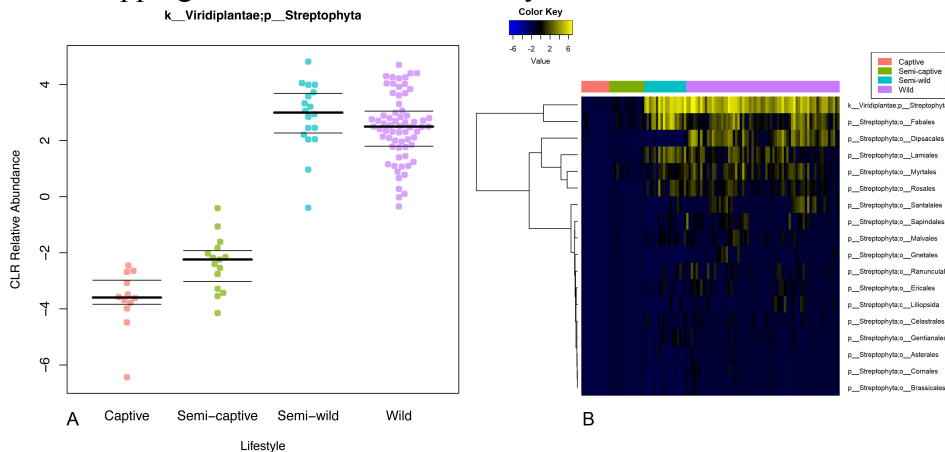 k__Viridiplantae;p__Streptophyta
CLR Relative Abundance
4
2
0
-2
-4
-6
Captive
Semi-captive
Semi-wild
Wild
Lifestyle
A
Color Key
-6 -2 2 6
Value
Captive
Semi-captive
Semi-wild
Wild
k__Viridiplantae;p__Streptophyta
p__Streptophyta;o__Fabales
p__Streptophyta;o__Dipsacales
p__Streptophyta;o__Lamiales
p__Streptophyta;o__Myrtales
p__Streptophyta;o__Rosales
p__Streptophyta;o__Santalales
p__Streptophyta;o__Sapindales
p__Streptophyta;o__Malvales
p__Streptophyta;o__Gnetales
p__Streptophyta;o__Ranuncul
p__Streptophyta;o__Ericales
p__Streptophyta;c__Liliopsida
p__Streptophyta;o__Celastrales
p__Streptophyta;o__Gentianales
p__Streptophyta;o__Asterales
p__Streptophyta;o__Cornales
p__Streptophyta;o__Brassicales
B